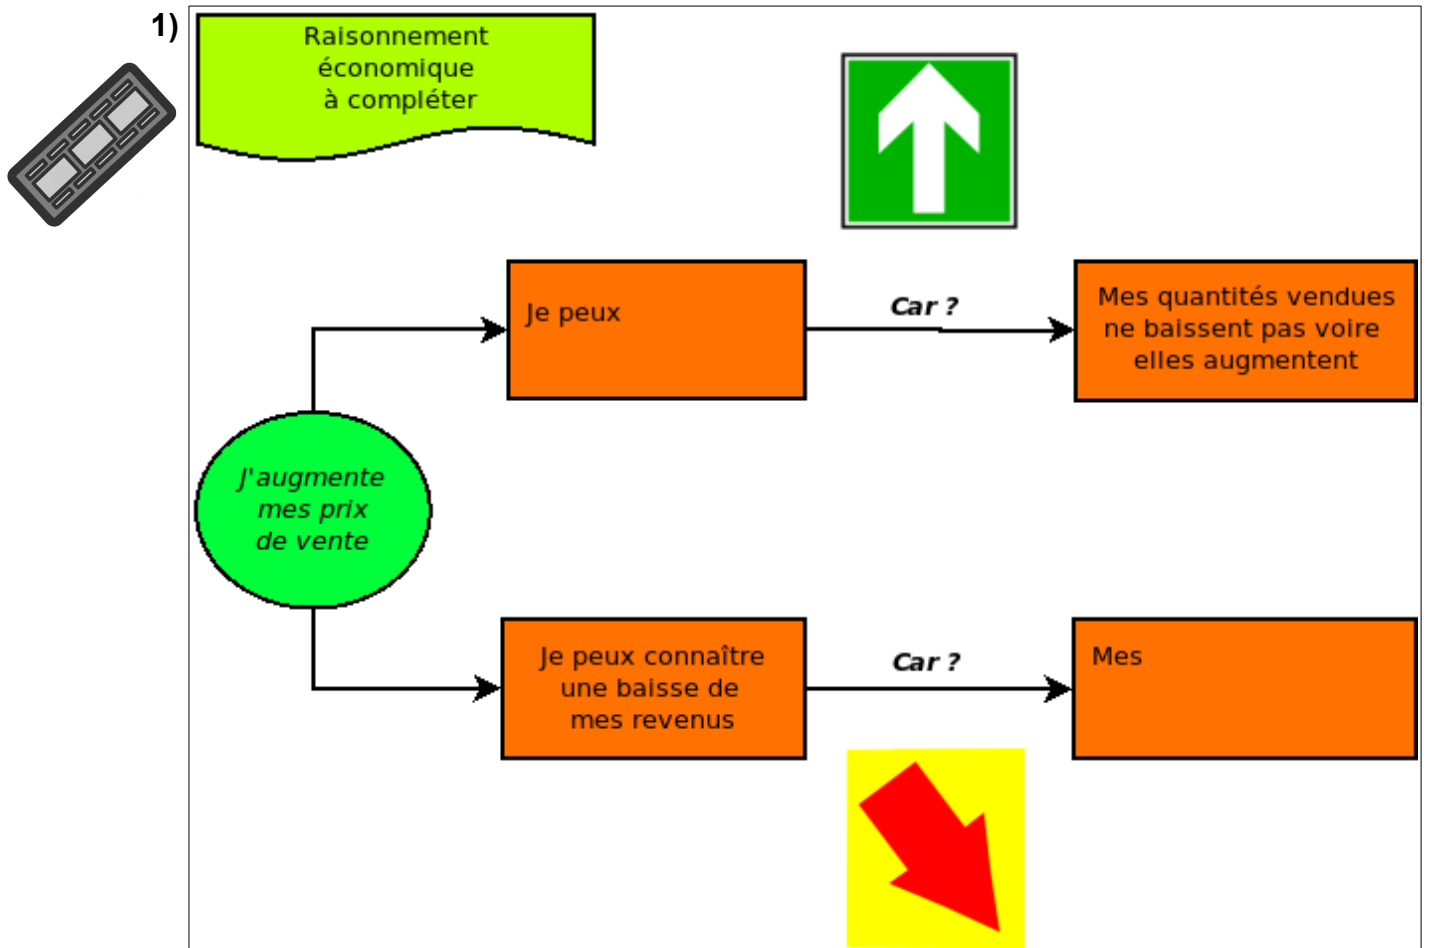 1)
Raisonnement
économique
à compléter
Je peux
Car ?
Mes quantités vendues
ne baissent pas voire
elles augmentent
J'augmente
mes prix
de vente
Je peux connaître
une baisse de
mes revenus
Car ?
Mes